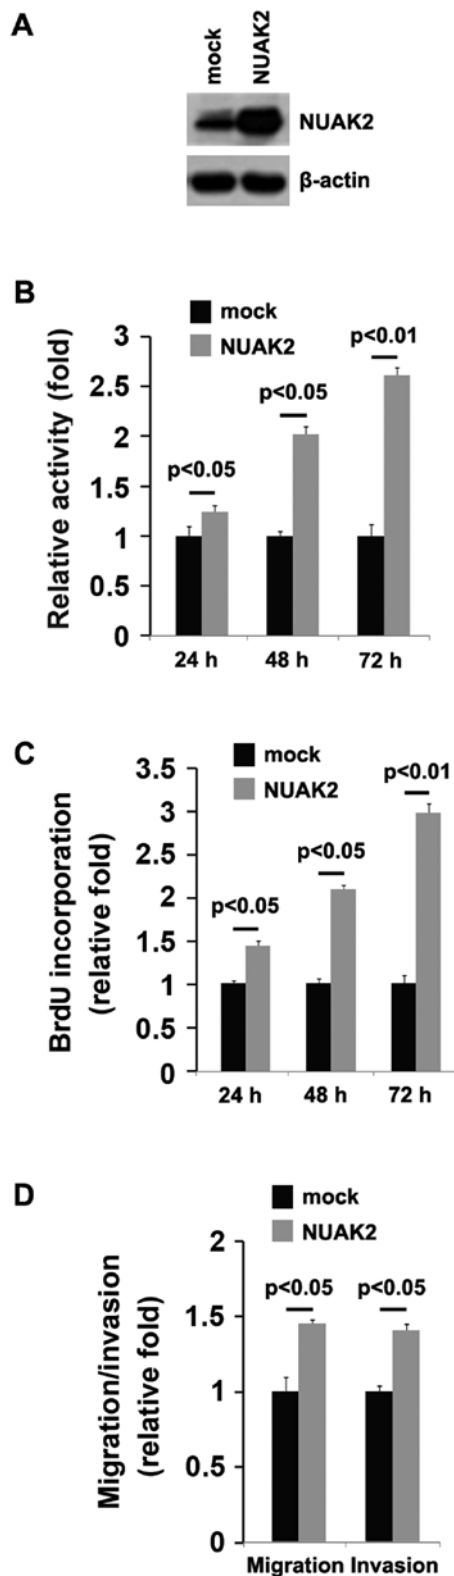 A
mock
NUAK2
NUAK2
β-actin
B
mock
NUAK2
Relative activity (fold)
3
2.5
2
1.5
1
0.5
0
p<0.05
p<0.05
p<0.01
24 h
48 h
72 h
C
mock
NUAK2
BrdU incorporation
(relative fold)
3.5
3
2.5
2
1.5
1
0.5
0
p<0.05
p<0.05
p<0.01
24 h
48 h
72 h
D
mock
NUAK2
Migration/invasion
(relative fold)
2
1.5
1
0.5
0
p<0.05
p<0.05
Migration
Invasion